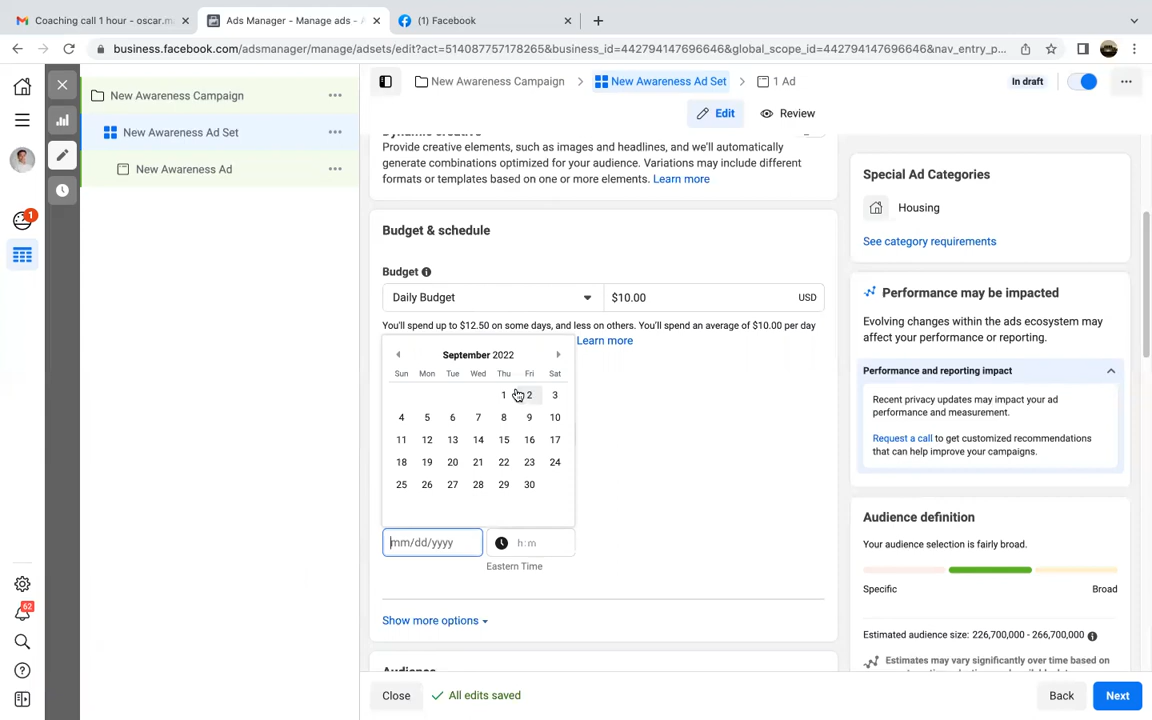 Coaching call 1 hour - oscar.m
Ads Manager - Manage ads - A
(1) Facebook
business.facebook.com/adsmanager/manage/adsets/edit?act=514087757178265&business_id=442794147696646&global_scope_id=442794147696646&nav_entry_p...
New Awareness Campaign
New Awareness Ad Set
1 Ad
In draft
Edit
Review
New Awareness Campaign
New Awareness Ad Set
New Awareness Ad
1
62
Dynamic creative
Provide creative elements, such as images and headlines, and we'll automatically
generate combinations optimized for your audience. Variations may include different
formats or templates based on one or more elements. Learn more
Budget & schedule
Budget
Daily Budget
$10.00 USD
You'll spend up to $12.50 on some days, and less on others. You'll spend an average of $10.00 per day
Learn more
September 2022
Sun Mon Tue Wed Thu Fri Sat
1 2 3
4 5 6 7 8 9 10
11 12 13 14 15 16 17
18 19 20 21 22 23 24
25 26 27 28 29 30
mm/dd/yyyy
h:m
Eastern Time
Show more options
Audience
Special Ad Categories
Housing
See category requirements
Performance may be impacted
Evolving changes within the ads ecosystem may
affect your performance or reporting.
Performance and reporting impact
Recent privacy updates may impact your ad
performance and measurement.
Request a call to get customized recommendations
that can help improve your campaigns.
Audience definition
Your audience selection is fairly broad.
Specific
Broad
Estimated audience size: 226,700,000 - 266,700,000
Estimates may vary significantly over time based on
Close
All edits saved
Back
Next